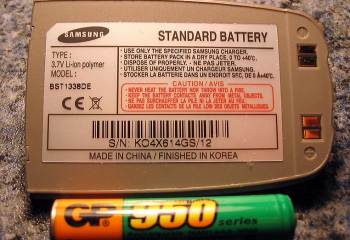 SAMSUNG
STANDARD BATTERY
TYPE :
3.7V Li-ion polymer
MODEL :
BST1338DE
• USE ONLY THE SPECIFIED SAMSUNG CHARGER.
• STORE BATTERY PACK IN A DRY PLACE, 0 TO +40°C.
• DISPOSE OF PROPERLY. - NE PAS JETER.
• UTILISER UNIQUEMENT CE CHARGEUR SAMSUNG.
• STOCKER LA BATTERIE DANS UN ENDROIT SEC, DE 0 À+40°C.
CAUTION / AVIS
• NEVER HEAT THE BATTERY NOR THROW INTO A FIRE.
• KEEP THE BATTERY CONTACTS AWAY FROM METAL OBJECTS.
• NE PAS SURCHAUFFER LA PILE NI LA JETER AU FEU.
• GARDER LES CONTACTS DE LA PILE LOIN DES OBJETS METALLIQUES.
CE
S/N: KO4X614GS/12
MADE IN CHINA / FINISHED IN KOREA
GP 950 series